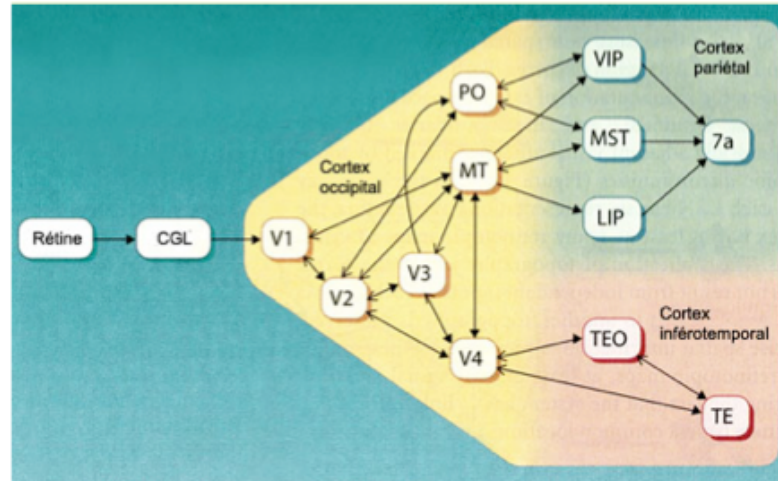 VIP
Cortex
pariétal
PO
MST
7a
Cortex
occipital
MT
LIP
Rétine
CGL
V1
V3
V2
Cortex
inférotemporal
TEO
V4
TE